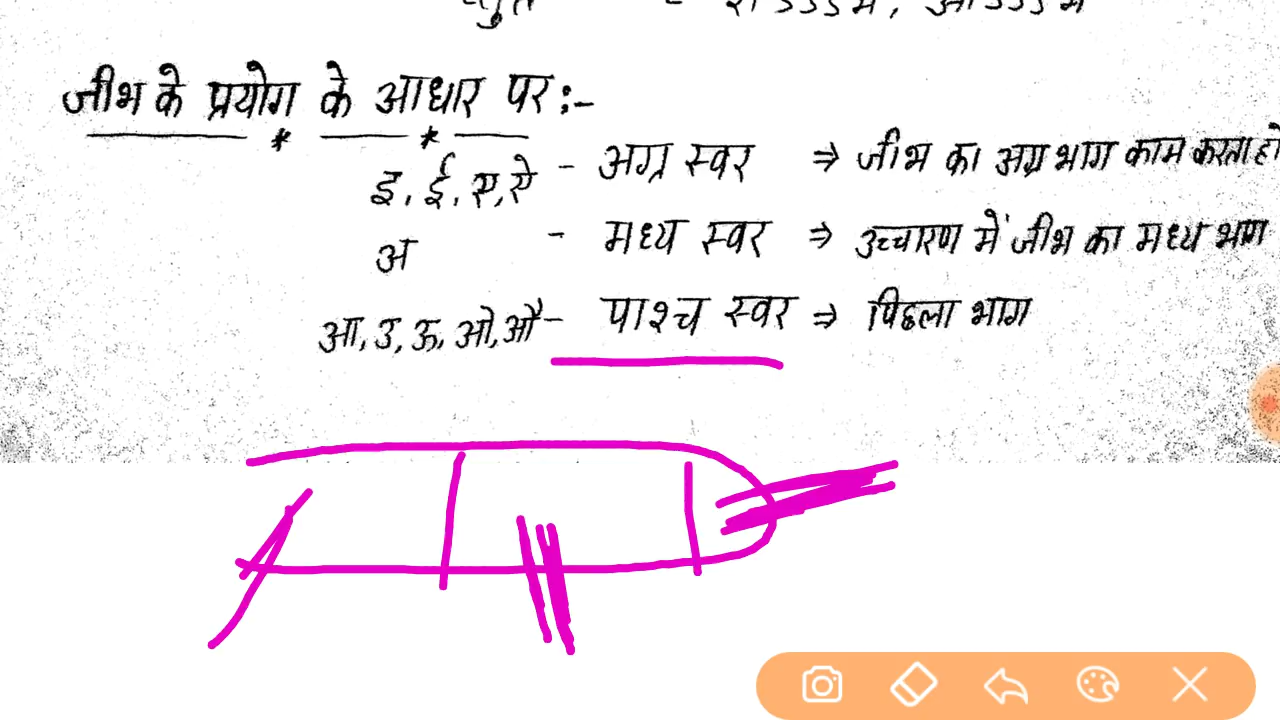 जीभ के प्रयोग के आधार पर:-
इ, ई, ए, ऐ - अग्र स्वर ⇒ जीभ का अग्र भाग काम करता हो
अ - मध्य स्वर ⇒ उच्चारण में जीभ का मध्य भाग
आ, उ, ऊ, ओ, औ - पाश्च स्वर ⇒ पिछला भाग